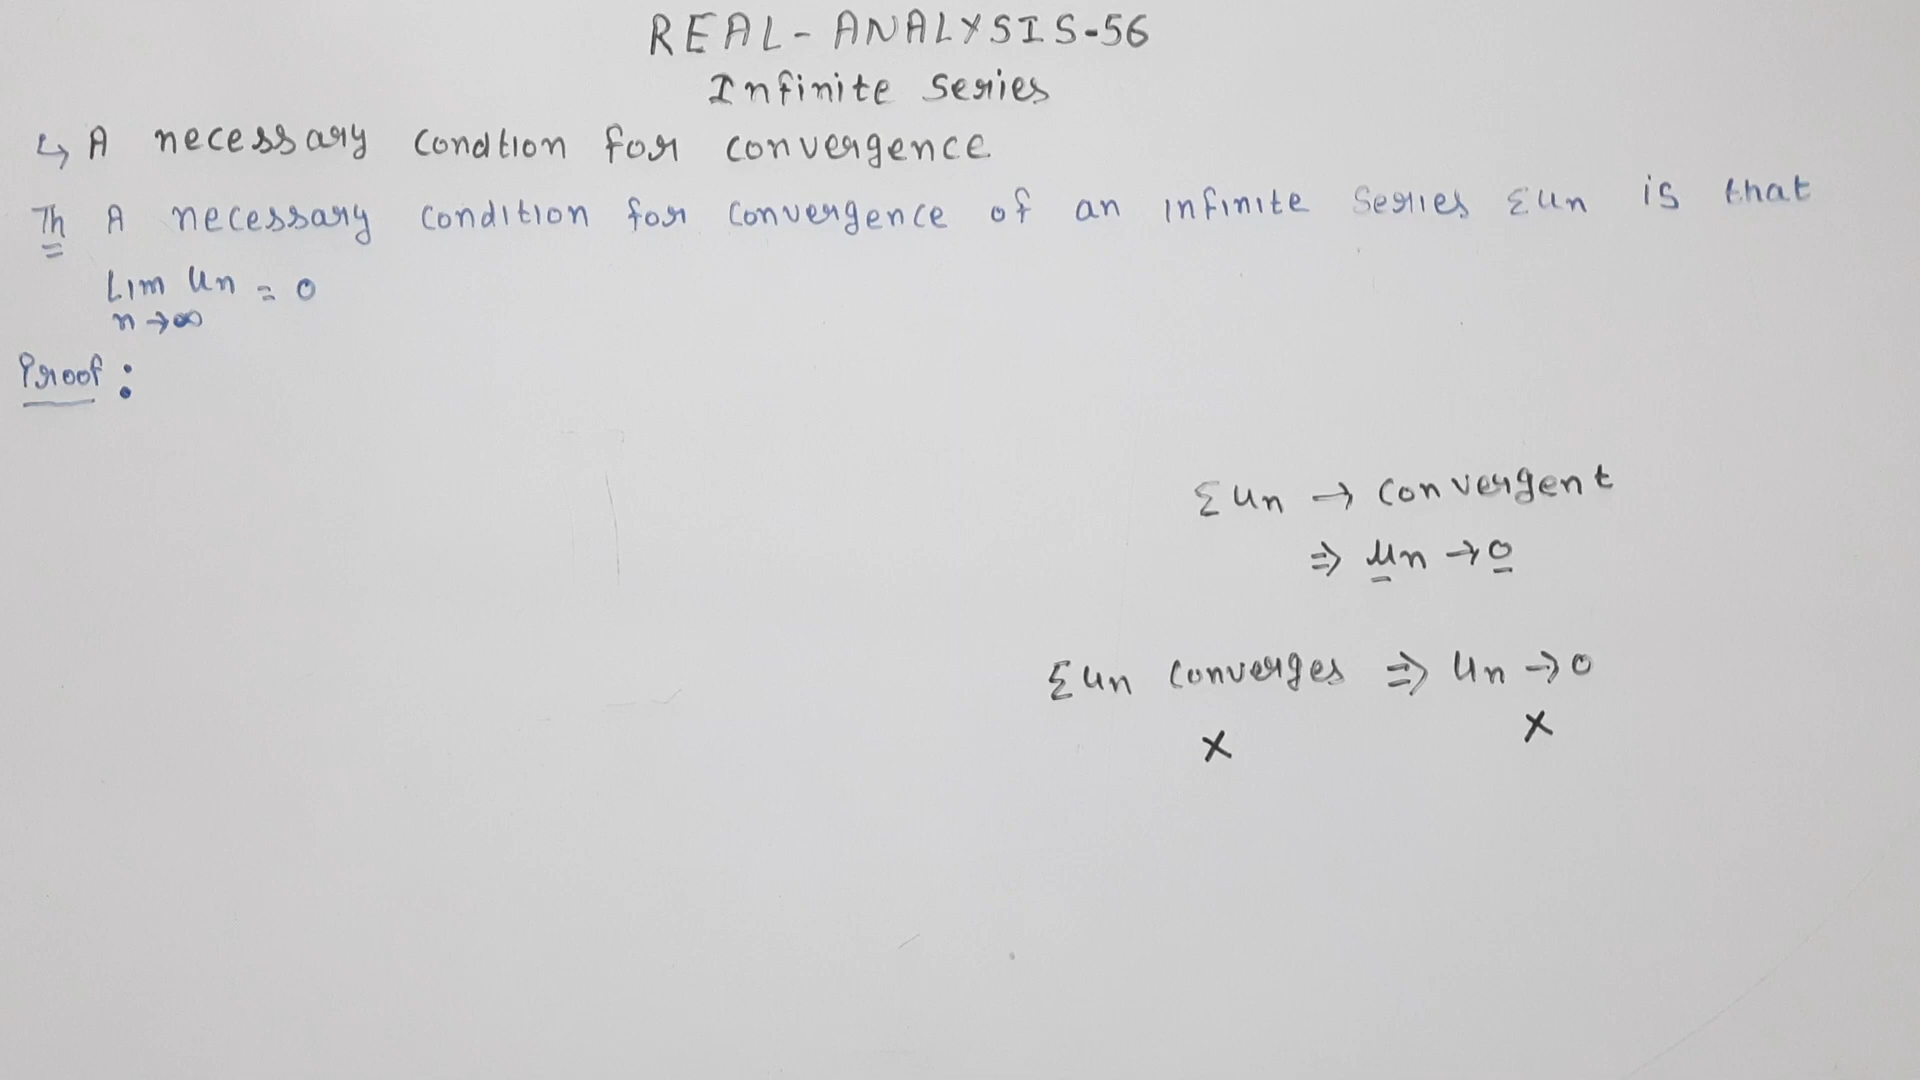 REAL-ANALYSIS-56
Infinite Series
↳ A necessary condtion for convergence
Th A necessary condition for convergence of an infinite series Σun is that
Lim un = 0
n→∞
Proof:
Σun → convergent
⇒ un → 0
Σun converges ⇒ un → 0
x x